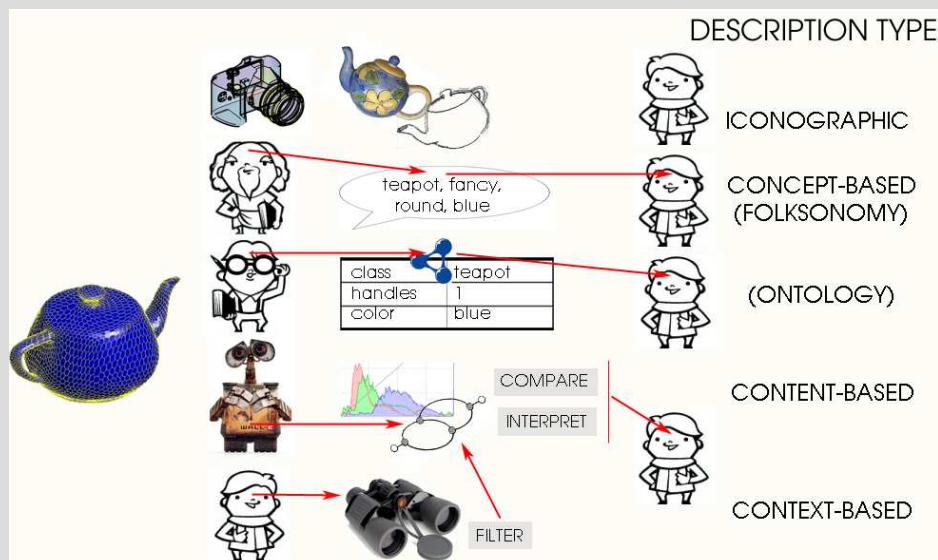 DESCRIPTION TYPE
ICONOGRAPHIC
teapot, fancy,
round, blue
CONCEPT-BASED
(FOLKSONOMY)
class teapot
handles 1
color blue
(ONTOLOGY)
WALL•E
COMPARE
INTERPRET
CONTENT-BASED
FILTER
CONTEXT-BASED